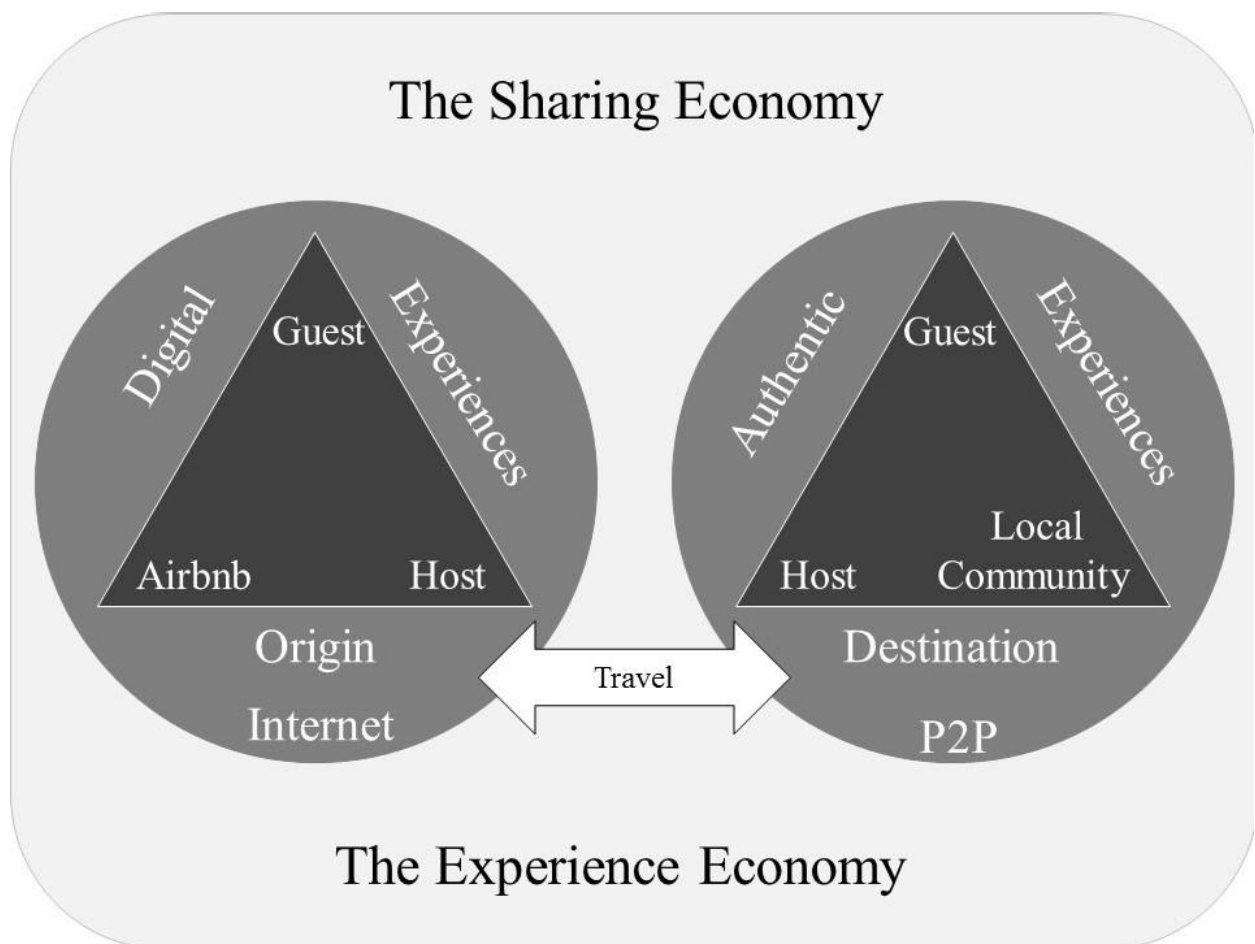 The Sharing Economy
Digital
Experiences
Guest
Airbnb
Host
Origin
Internet
Travel
Authentic
Experiences
Guest
Host
Local
Community
Destination
P2P
The Experience Economy